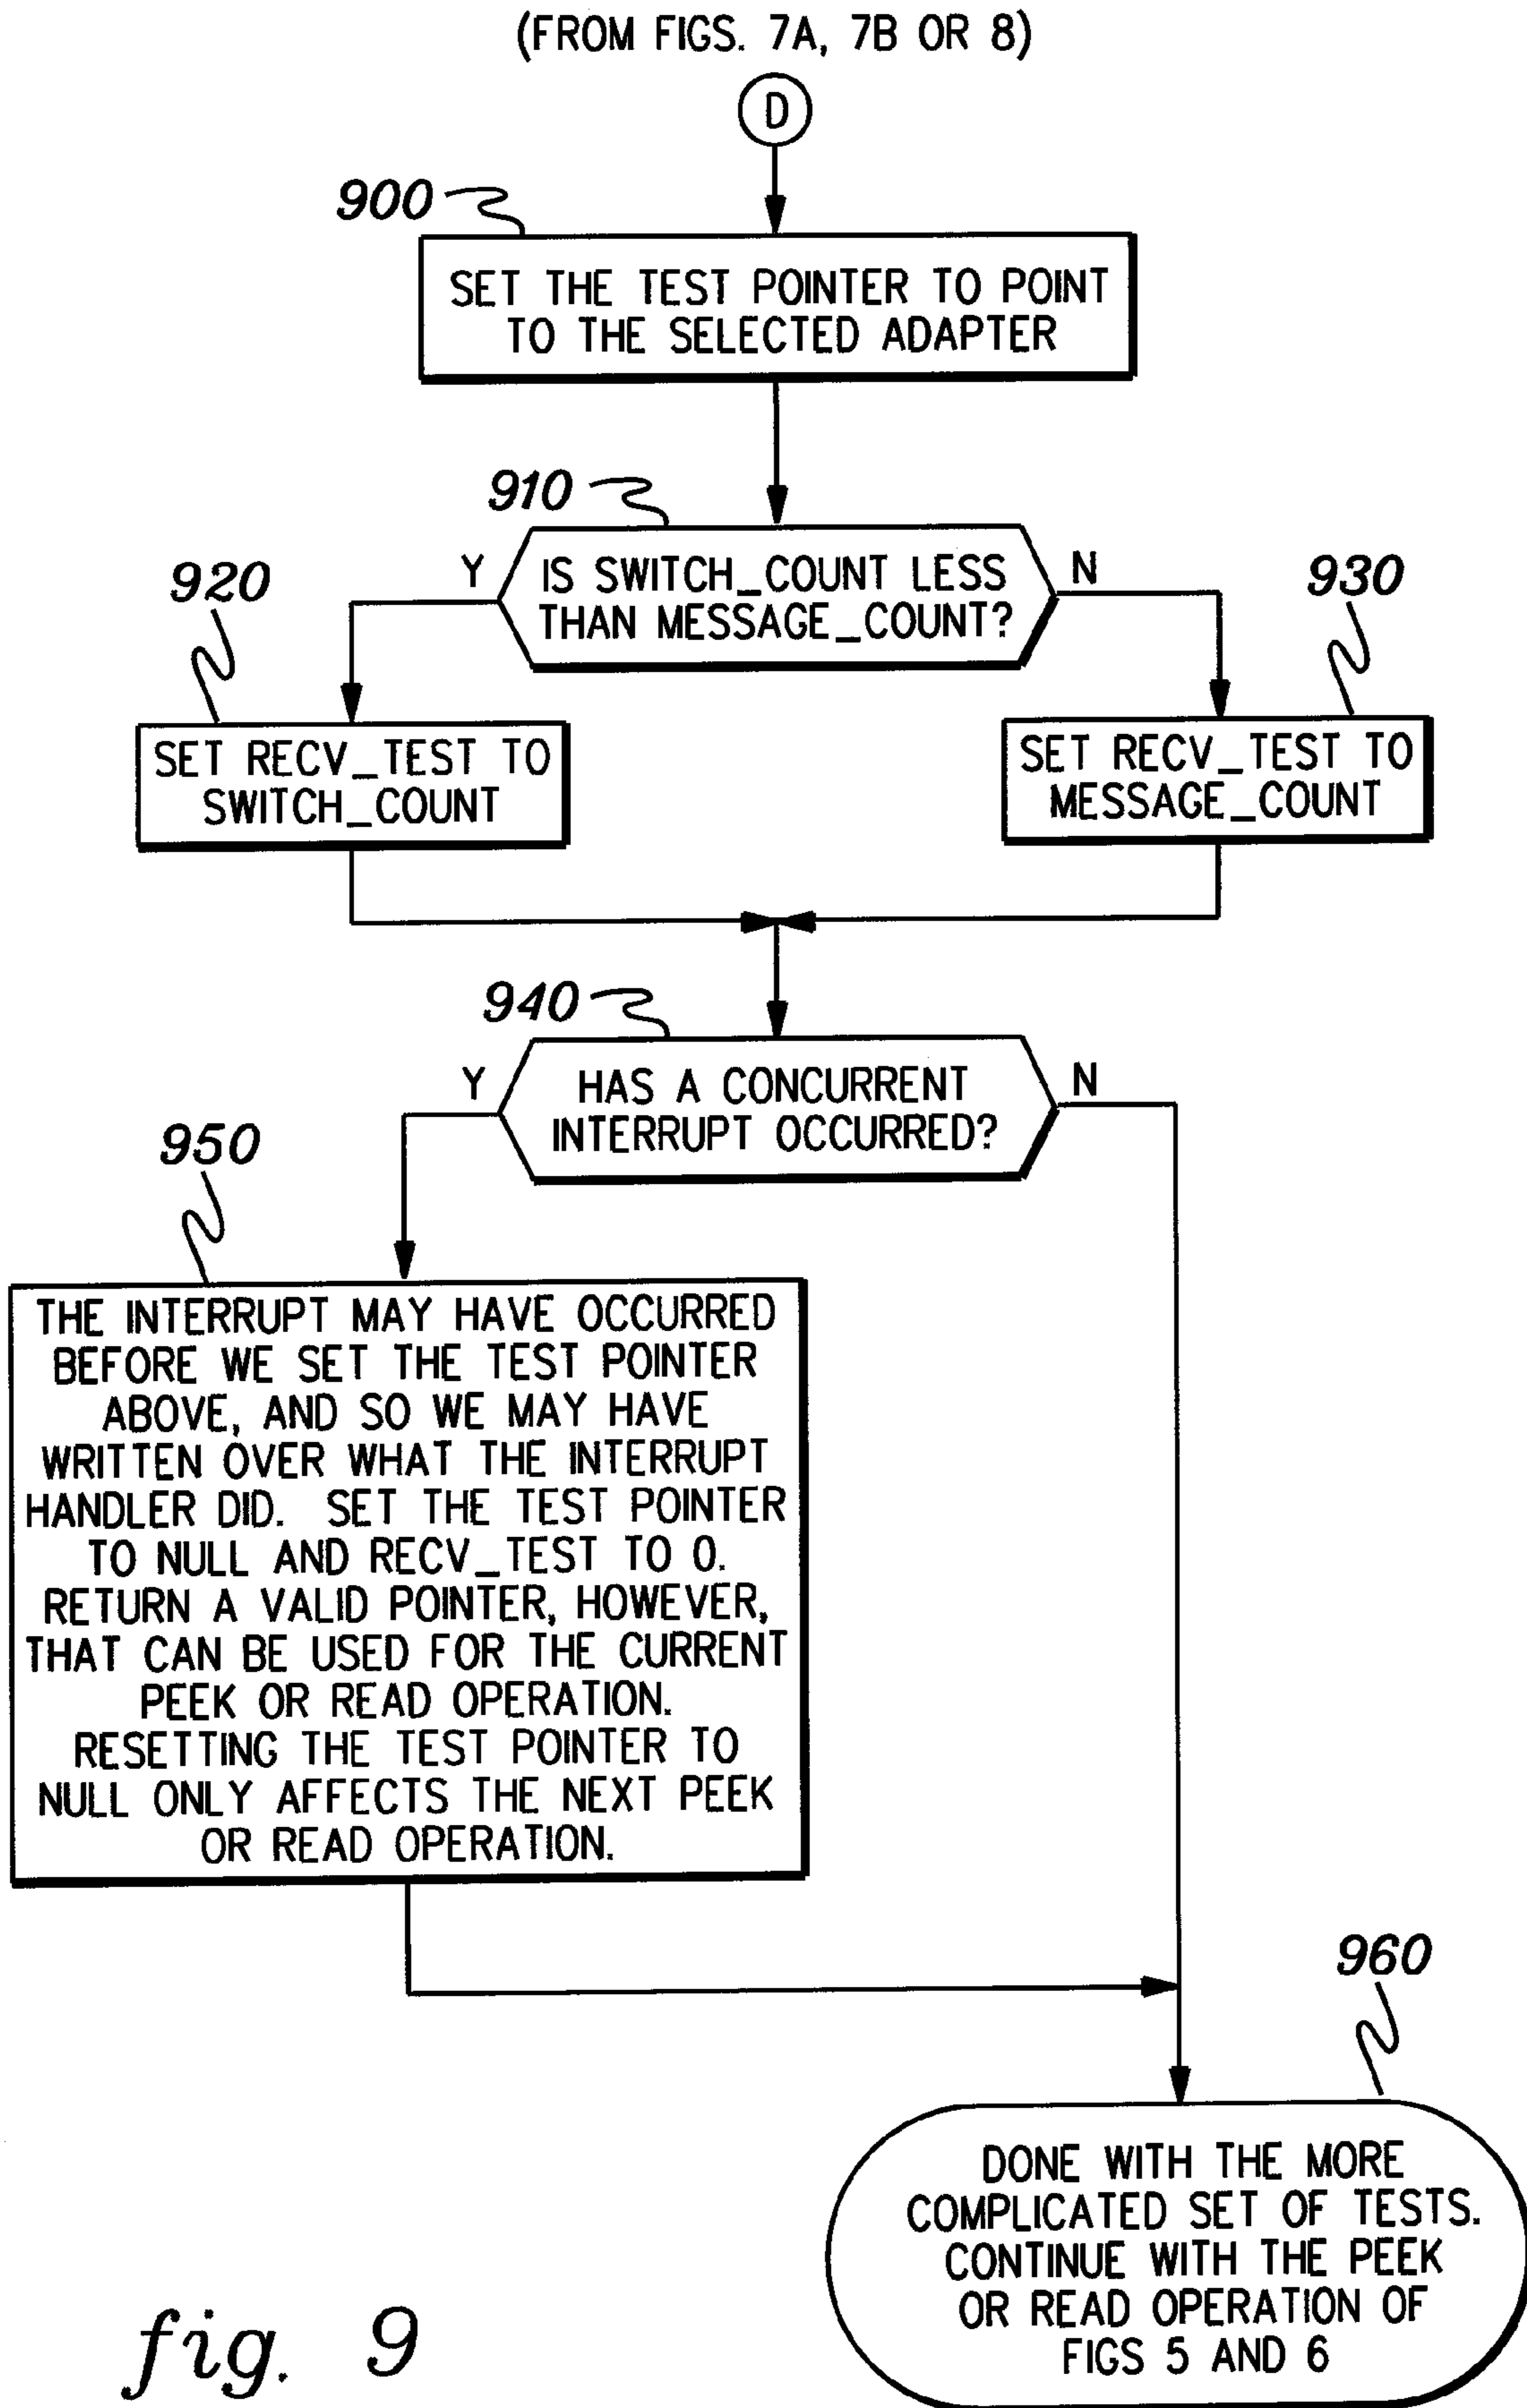 (FROM FIGS. 7A, 7B OR 8)
D
900
SET THE TEST POINTER TO POINT
TO THE SELECTED ADAPTER
910
Y
IS SWITCH_COUNT LESS
THAN MESSAGE_COUNT?
N
920
930
SET RECV_TEST TO
SWITCH_COUNT
SET RECV_TEST TO
MESSAGE_COUNT
940
Y
HAS A CONCURRENT
INTERRUPT OCCURRED?
N
950
THE INTERRUPT MAY HAVE OCCURRED
BEFORE WE SET THE TEST POINTER
ABOVE, AND SO WE MAY HAVE
WRITTEN OVER WHAT THE INTERRUPT
HANDLER DID. SET THE TEST POINTER
TO NULL AND RECV_TEST TO 0.
RETURN A VALID POINTER, HOWEVER,
THAT CAN BE USED FOR THE CURRENT
PEEK OR READ OPERATION.
RESETTING THE TEST POINTER TO
NULL ONLY AFFECTS THE NEXT PEEK
OR READ OPERATION.
960
DONE WITH THE MORE
COMPLICATED SET OF TESTS.
CONTINUE WITH THE PEEK
OR READ OPERATION OF
FIGS 5 AND 6
fig. 9